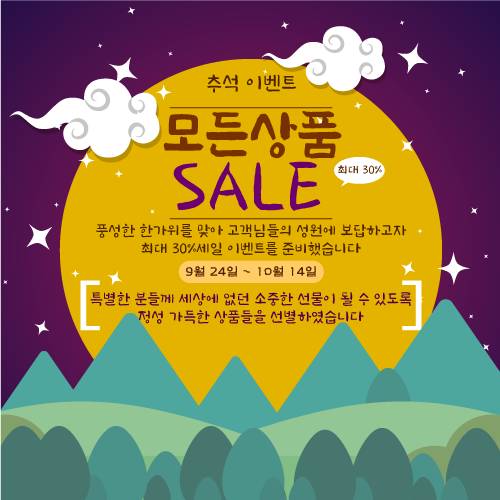 추석 이벤트
모든상품
SALE
최대 30%
풍성한 한가위를 맞아 고객님들의 성원에 보답하고자
최대 30%세일 이벤트를 준비했습니다
9월 24일 ~ 10월 14일
특별한 분들께 세상에 없던 소중한 선물이 될 수 있도록
정성 가득한 상품들을 선별하였습니다